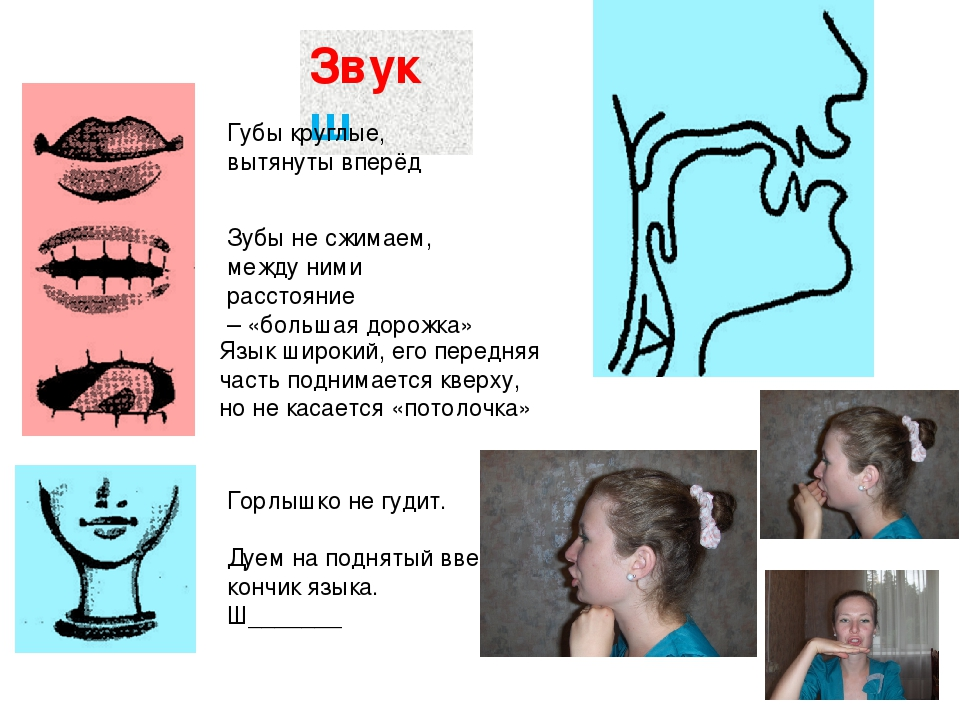 Звук
ш
Губы круглые,
вытянуты вперёд
Зубы не сжимаем,
между ними
расстояние
– «большая дорожка»
Язык широкий, его передняя
часть поднимается кверху,
но не касается «потолочка»
Горлышко не гудит.
Дуем на поднятый вве
кончик языка.
Ш_______